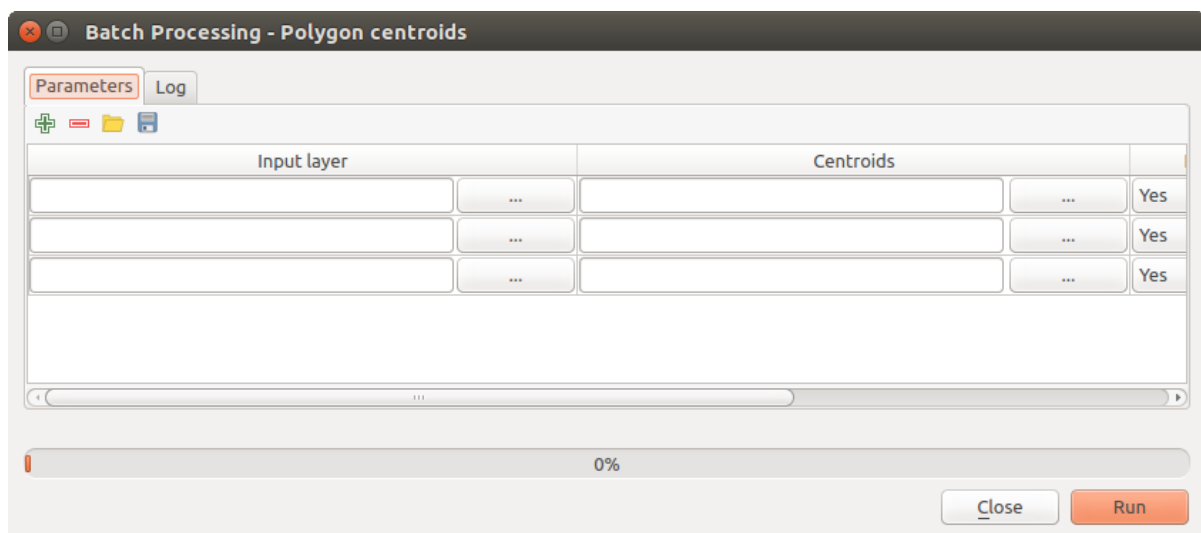 Batch Processing - Polygon centroids
Parameters Log
Input layer Centroids
... ... Yes
... ... Yes
... ... Yes
0%
Close Run